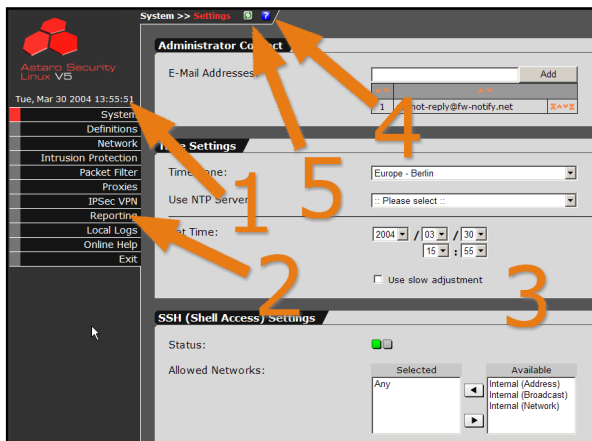 System >> Settings ?
Astaro Security
Linux V5
Tue, Mar 30 2004 13:55:51
System
Definitions
Network
Intrusion Protection
Packet Filter
Proxies
IPSec VPN
Reporting
Local Logs
Online Help
Exit
Administrator Contact
E-Mail Addresses
Add
1 not-reply@fw-notify.net
Time Settings
Time Zone: Europe - Berlin
Use NTP Server :: Please select ::
Set Time: 2004 / 03 / 30
15 : 55
Use slow adjustment
SSH (Shell Access) Settings
Status:
Allowed Networks:
Selected
Any
Available
Internal (Address)
Internal (Broadcast)
Internal (Network)
1
2
3
4
5